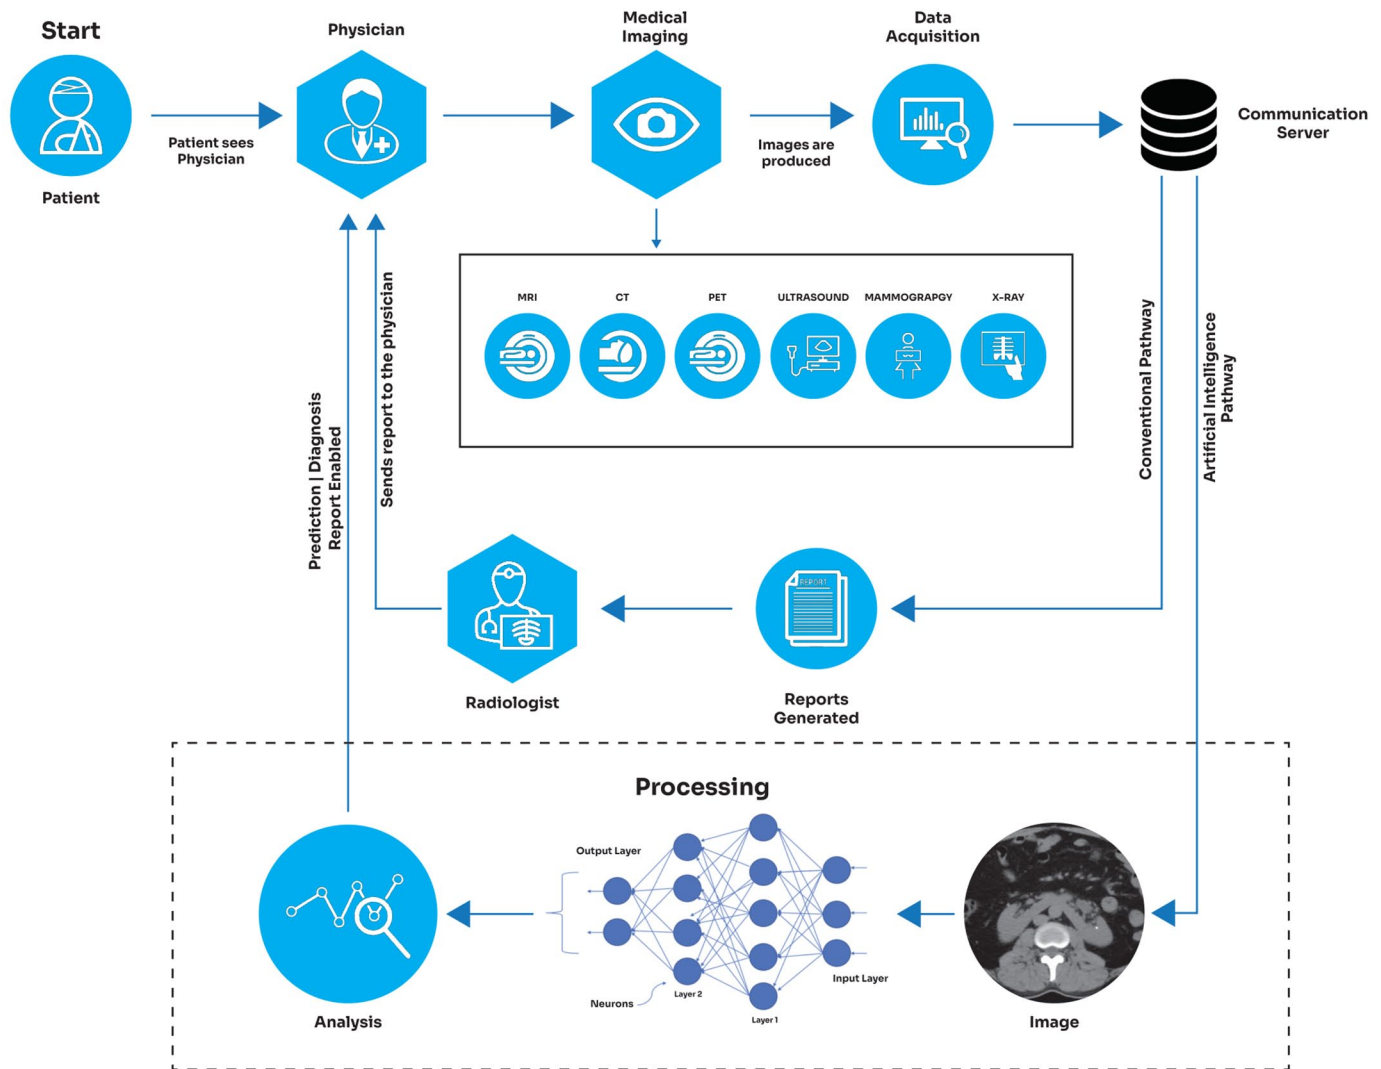 Start
Physician
Medical
Imaging
Data
Acquisition
Communication
Server
Patient sees
Physician
Images are
produced
Patient
MRI
CT
PET
ULTRASOUND
MAMMOGRAPGY
X-RAY
Sends report to the physician
Prediction | Diagnosis
Report Enabled
Conventional Pathway
Artificial Intelligence
Pathway
REPORT
Radiologist
Reports
Generated
Processing
Output Layer
Input Layer
Neurons
Layer 2
Layer 1
Analysis
Image